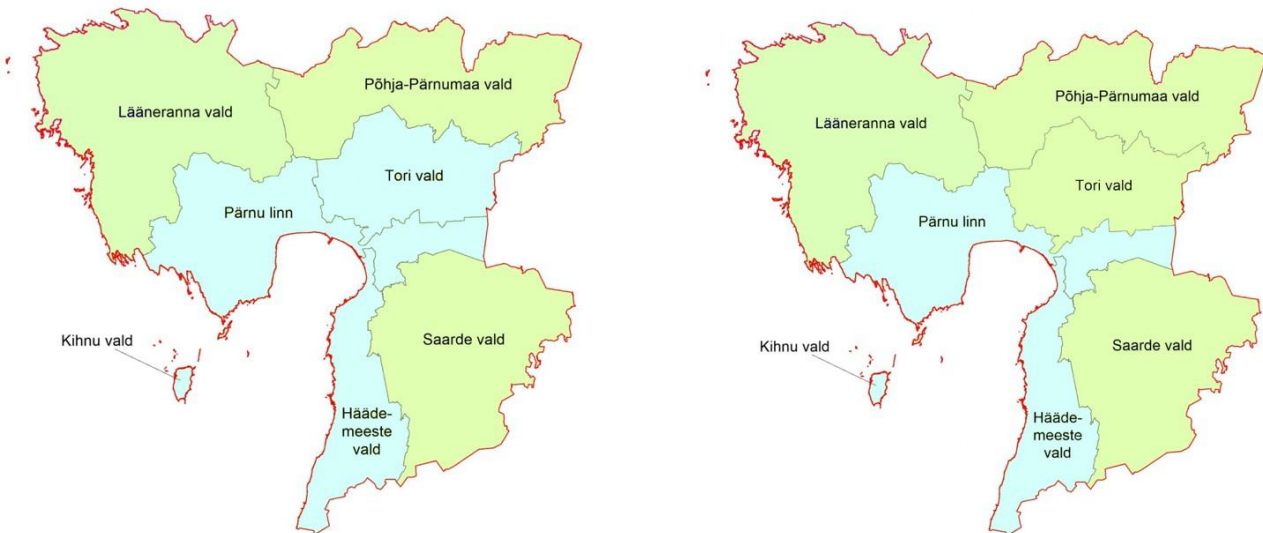 Põhja-Pärnumaa vald
Lääneranna vald
Tori vald
Pärnu linn
Kihnu vald
Saarde vald
Hääde-
meeste
vald
Põhja-Pärnumaa vald
Lääneranna vald
Tori vald
Pärnu linn
Kihnu vald
Saarde vald
Hääde-
meeste
vald